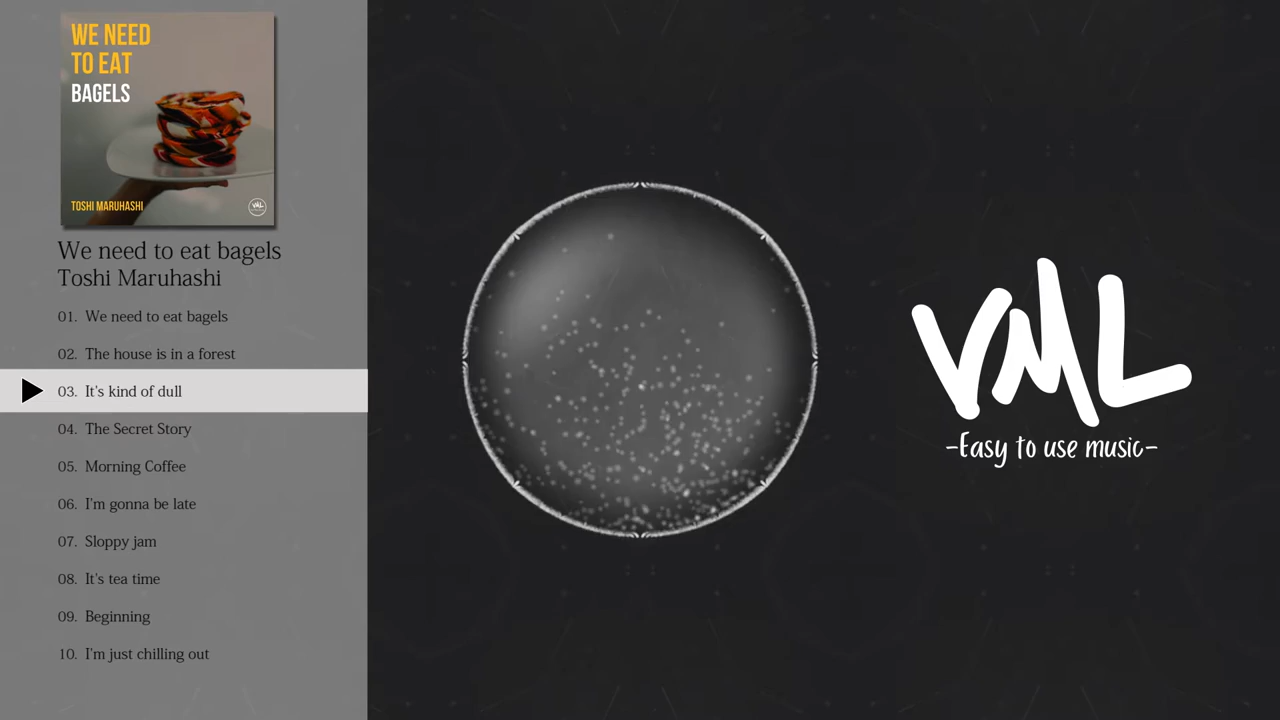 WE NEED
TO EAT
BAGELS
TOSHI MARUHASHI
VML
We need to eat bagels
Toshi Maruhashi
01. We need to eat bagels
02. The house is in a forest
03. It's kind of dull
04. The Secret Story
05. Morning Coffee
06. I'm gonna be late
07. Sloppy jam
08. It's tea time
09. Beginning
10. I'm just chilling out
VML
-Easy to use music-